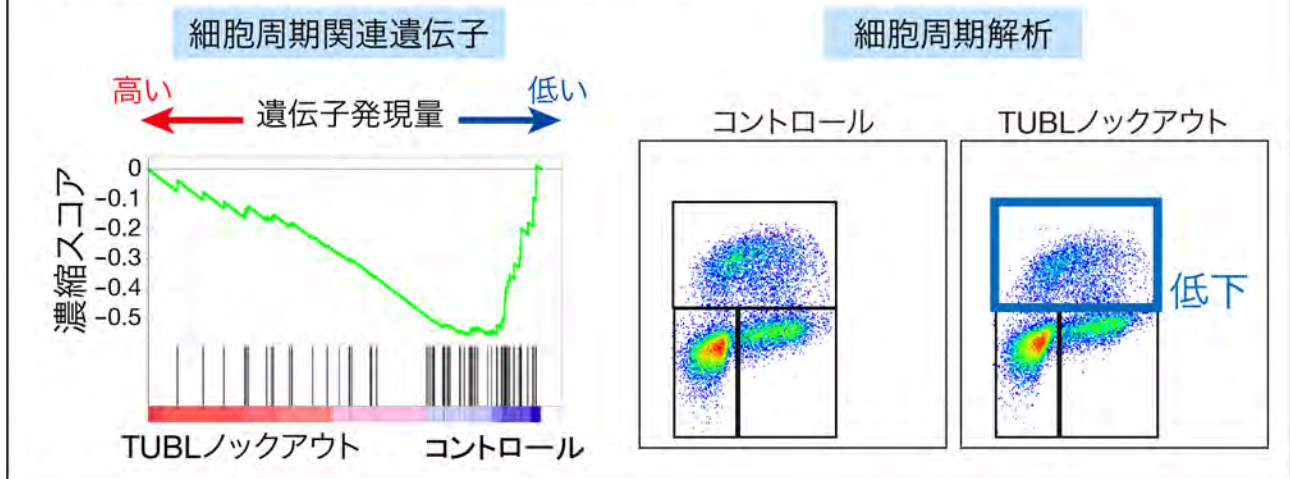 細胞周期関連遺伝子
高い
遺伝子発現量
低い
濃縮スコア
0
-0.1
-0.2
-0.3
-0.4
-0.5
TUBLノックアウト
コントロール
細胞周期解析
コントロール
TUBLノックアウト
低下